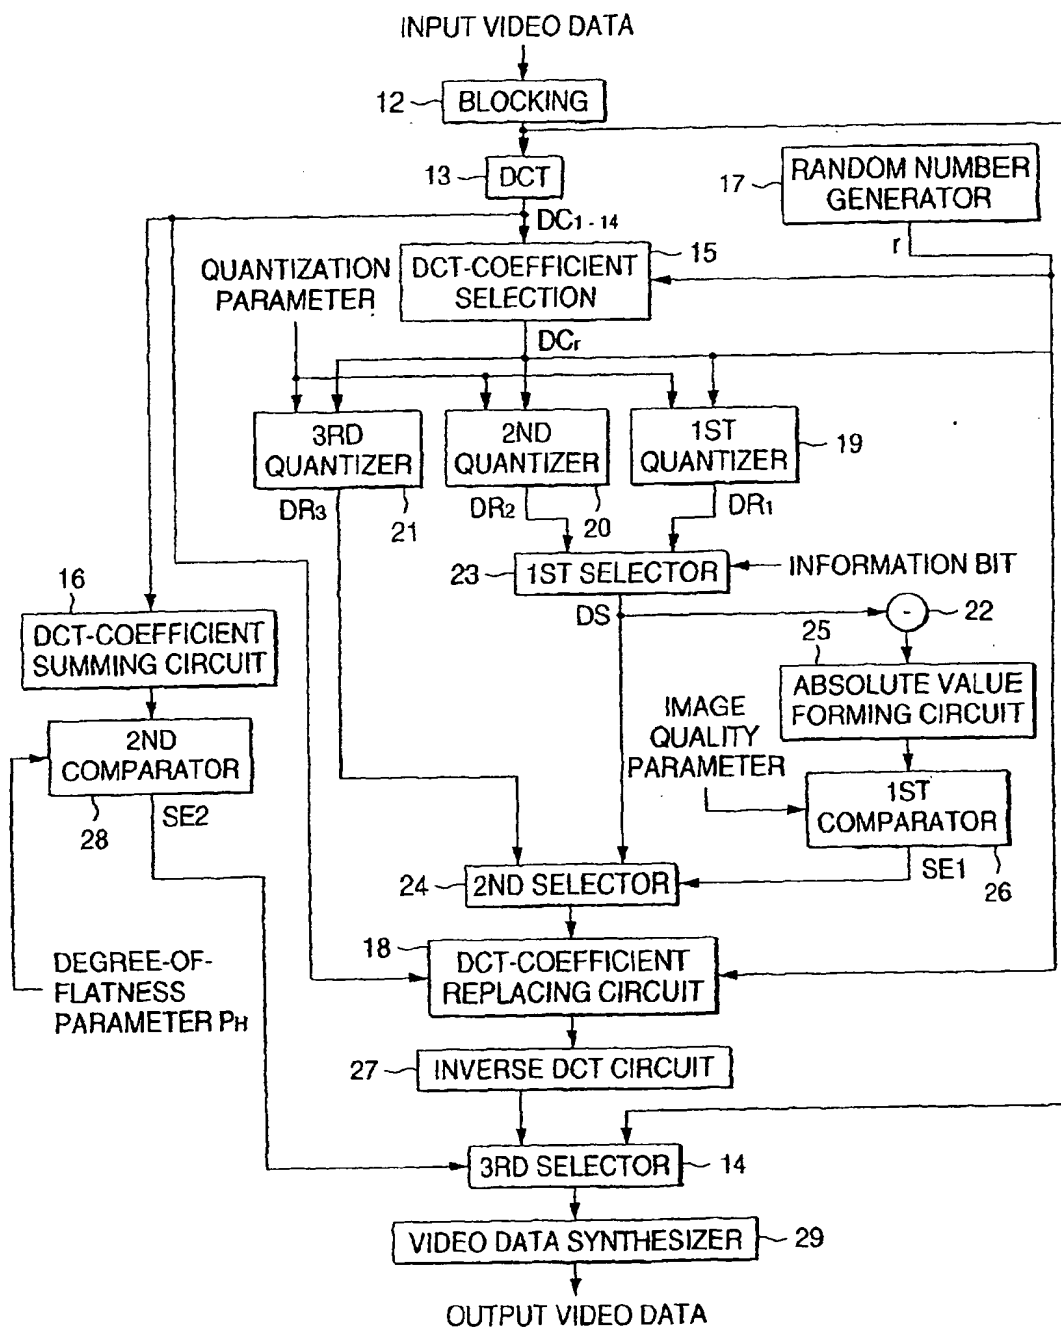 INPUT VIDEO DATA
12
BLOCKING
13
DCT
17
RANDOM NUMBER
GENERATOR
r
DC1-14
15
QUANTIZATION
PARAMETER
DCT-COEFFICIENT
SELECTION
DCr
3RD
QUANTIZER
2ND
QUANTIZER
1ST
QUANTIZER
19
DR3
21
DR2
20
DR1
23
1ST SELECTOR
INFORMATION BIT
16
DS
-
22
DCT-COEFFICIENT
SUMMING CIRCUIT
25
ABSOLUTE VALUE
FORMING CIRCUIT
IMAGE
QUALITY
PARAMETER
2ND
COMPARATOR
28
SE2
1ST
COMPARATOR
SE1
26
24
2ND SELECTOR
18
DCT-COEFFICIENT
REPLACING CIRCUIT
DEGREE-OF-
FLATNESS
PARAMETER PH
27
INVERSE DCT CIRCUIT
3RD SELECTOR
14
VIDEO DATA SYNTHESIZER
29
OUTPUT VIDEO DATA